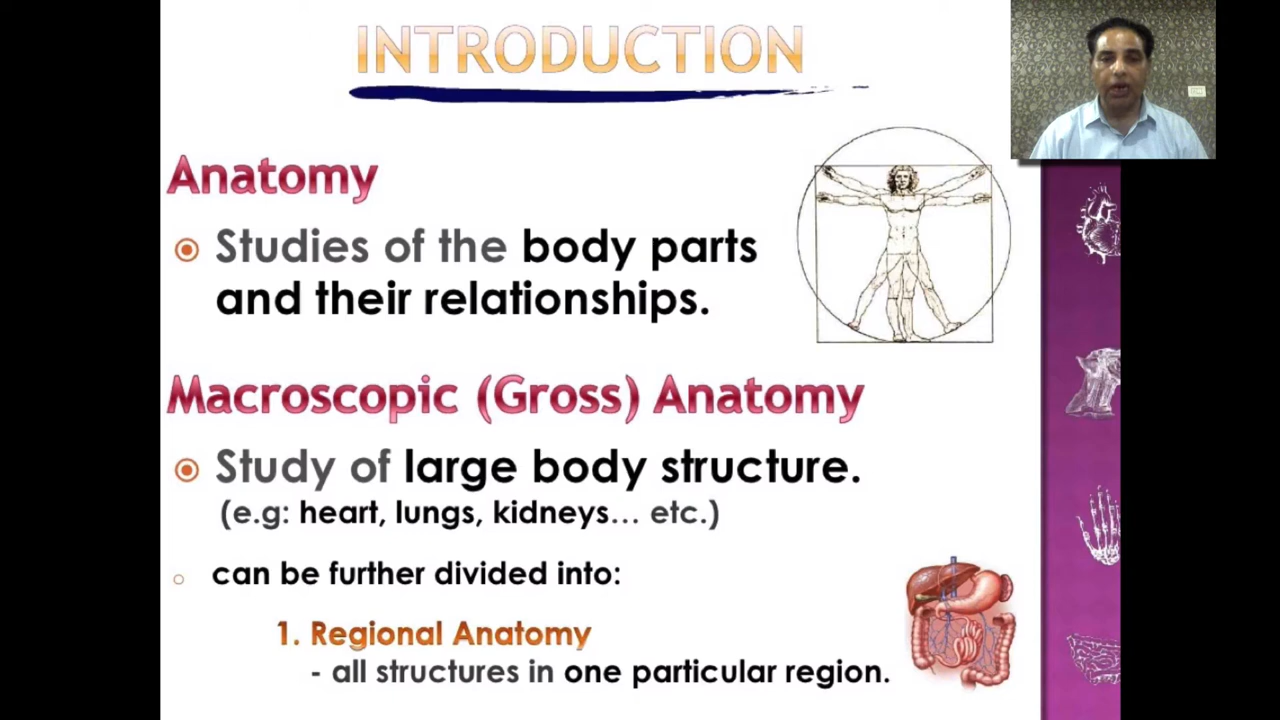 INTRODUCTION
Anatomy
Studies of the body parts
and their relationships.
Macroscopic (Gross) Anatomy
Study of large body structure.
(e.g: heart, lungs, kidneys... etc.)
can be further divided into:
1. Regional Anatomy
- all structures in one particular region.